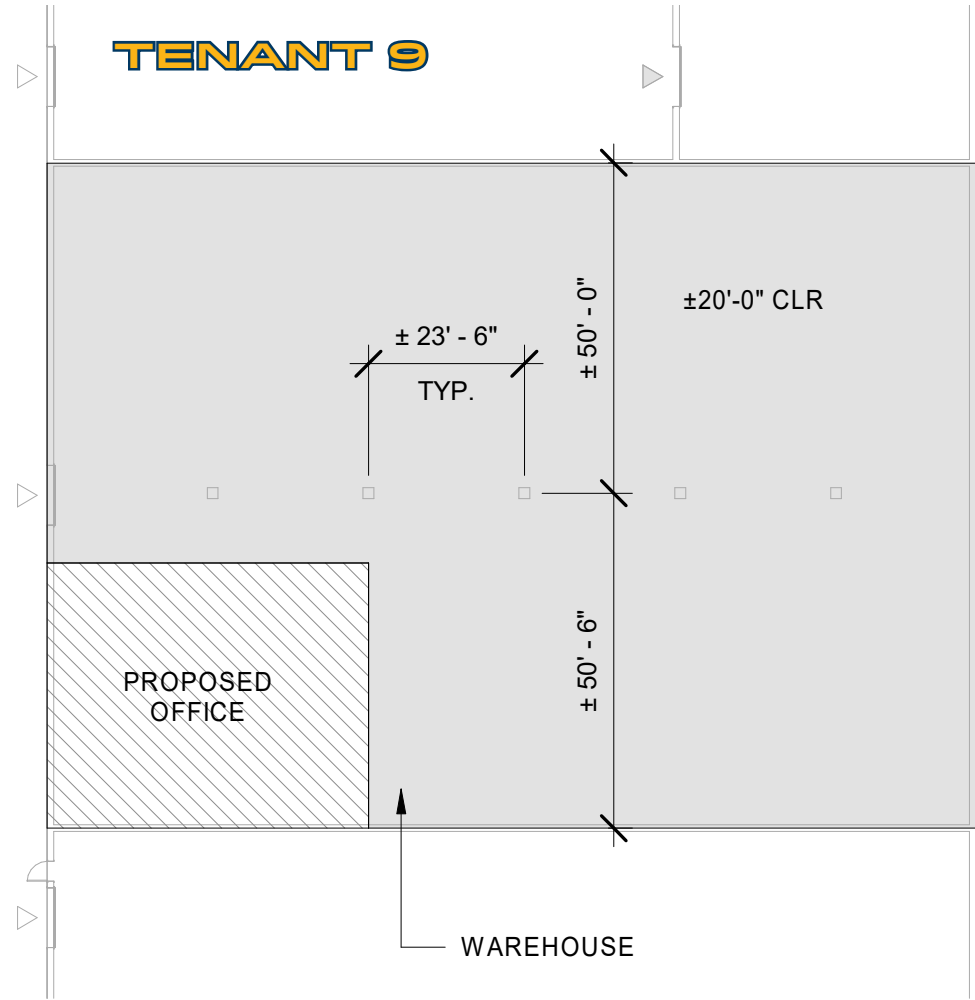 TENANT 9
± 50' - 0"
±20'-0" CLR
± 23' - 6"
TYP.
± 50' - 6"
PROPOSED
OFFICE
WAREHOUSE